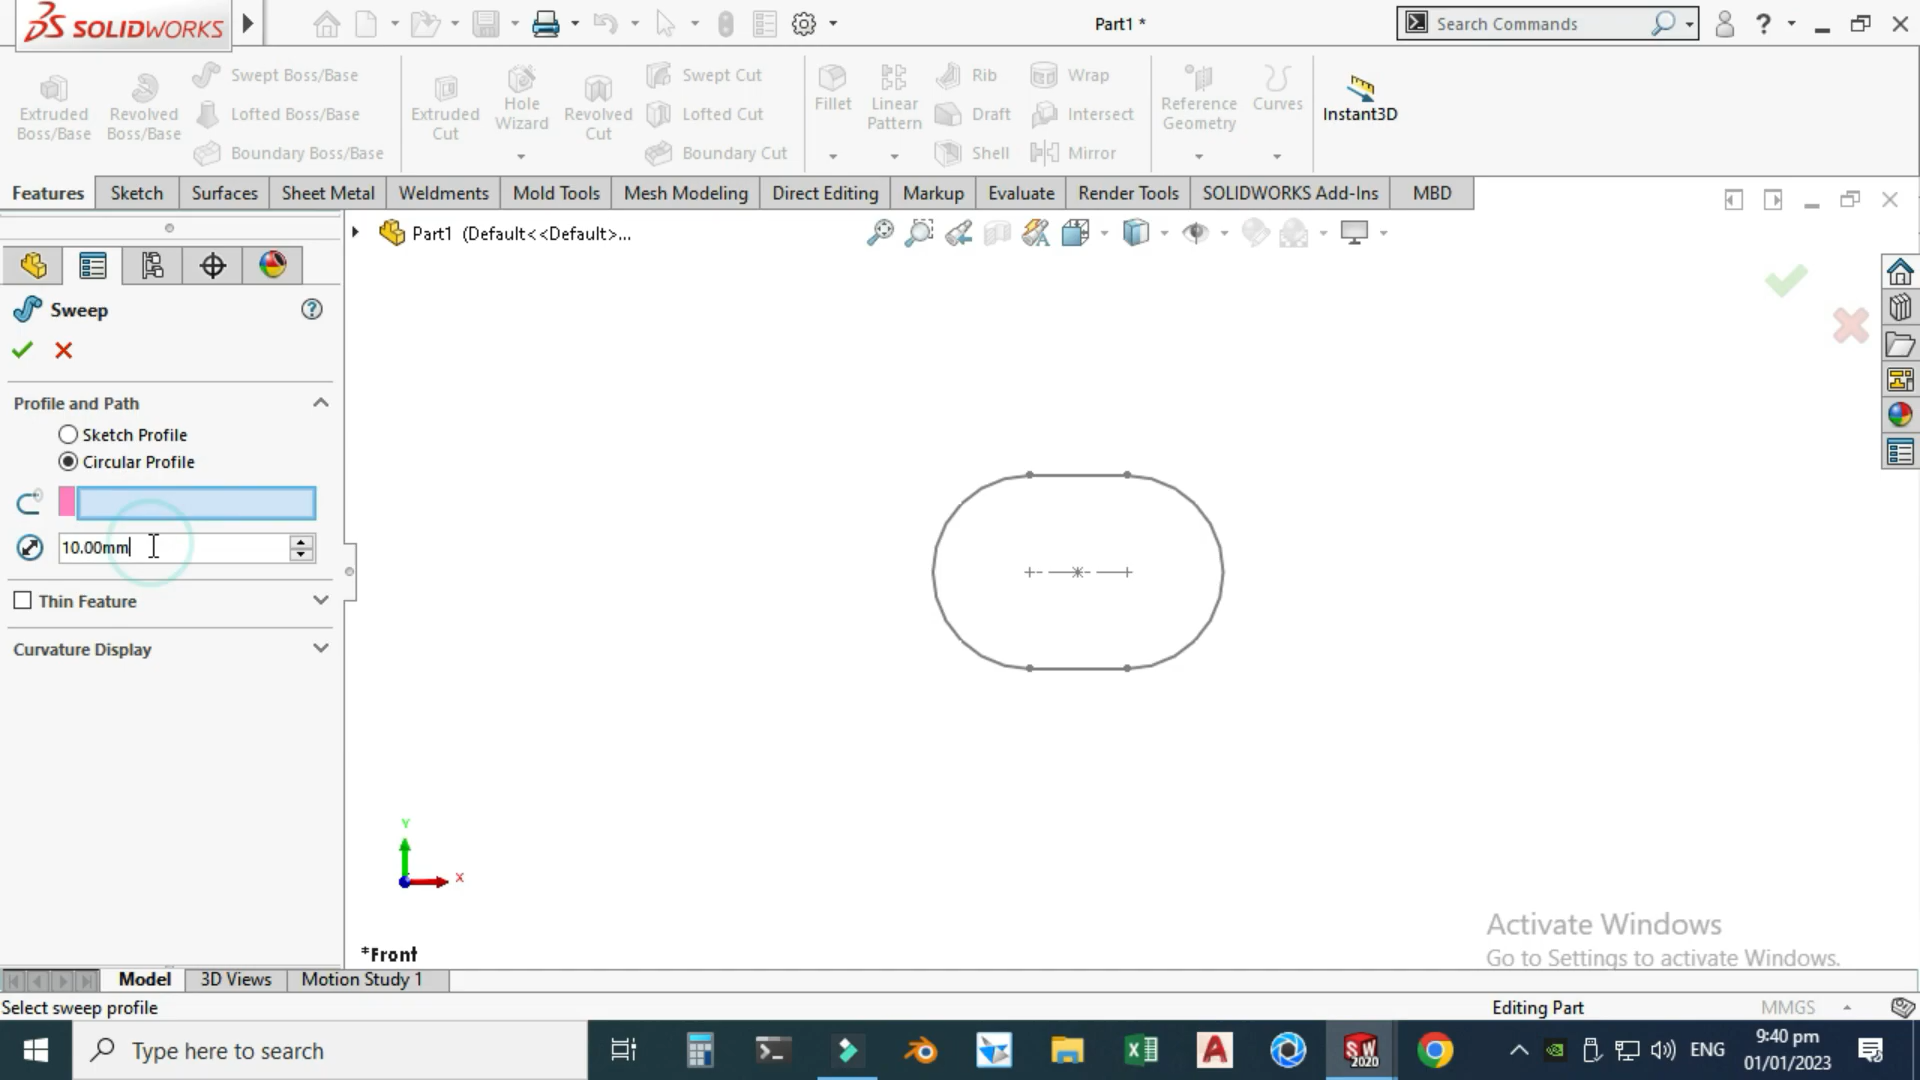 SOLIDWORKS
Part1 *
Search Commands
Extruded Boss/Base
Revolved Boss/Base
Swept Boss/Base
Lofted Boss/Base
Boundary Boss/Base
Extruded Cut
Hole Wizard
Revolved Cut
Swept Cut
Lofted Cut
Boundary Cut
Fillet
Linear Pattern
Rib
Draft
Shell
Wrap
Intersect
Mirror
Reference Geometry
Curves
Instant3D
Features
Sketch
Surfaces
Sheet Metal
Weldments
Mold Tools
Mesh Modeling
Direct Editing
Markup
Evaluate
Render Tools
SOLIDWORKS Add-Ins
MBD
Part1 (Default<<Default>...
Sweep
Profile and Path
Sketch Profile
Circular Profile
10.00mm
Thin Feature
Curvature Display
Y
X
*Front
Activate Windows
Go to Settings to activate Windows.
Model
3D Views
Motion Study 1
Select sweep profile
Editing Part
MMGS
Type here to search
SW
2020
ENG
9:40 pm
01/01/2023